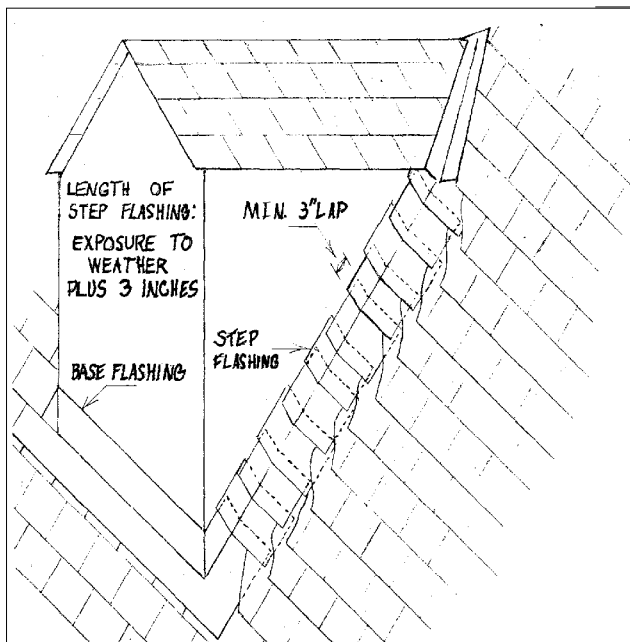 LENGTH OF
STEP FLASHING:
EXPOSURE TO
WEATHER
PLUS 3 INCHES
MIN. 3" LAP
STEP
FLASHING
BASE FLASHING